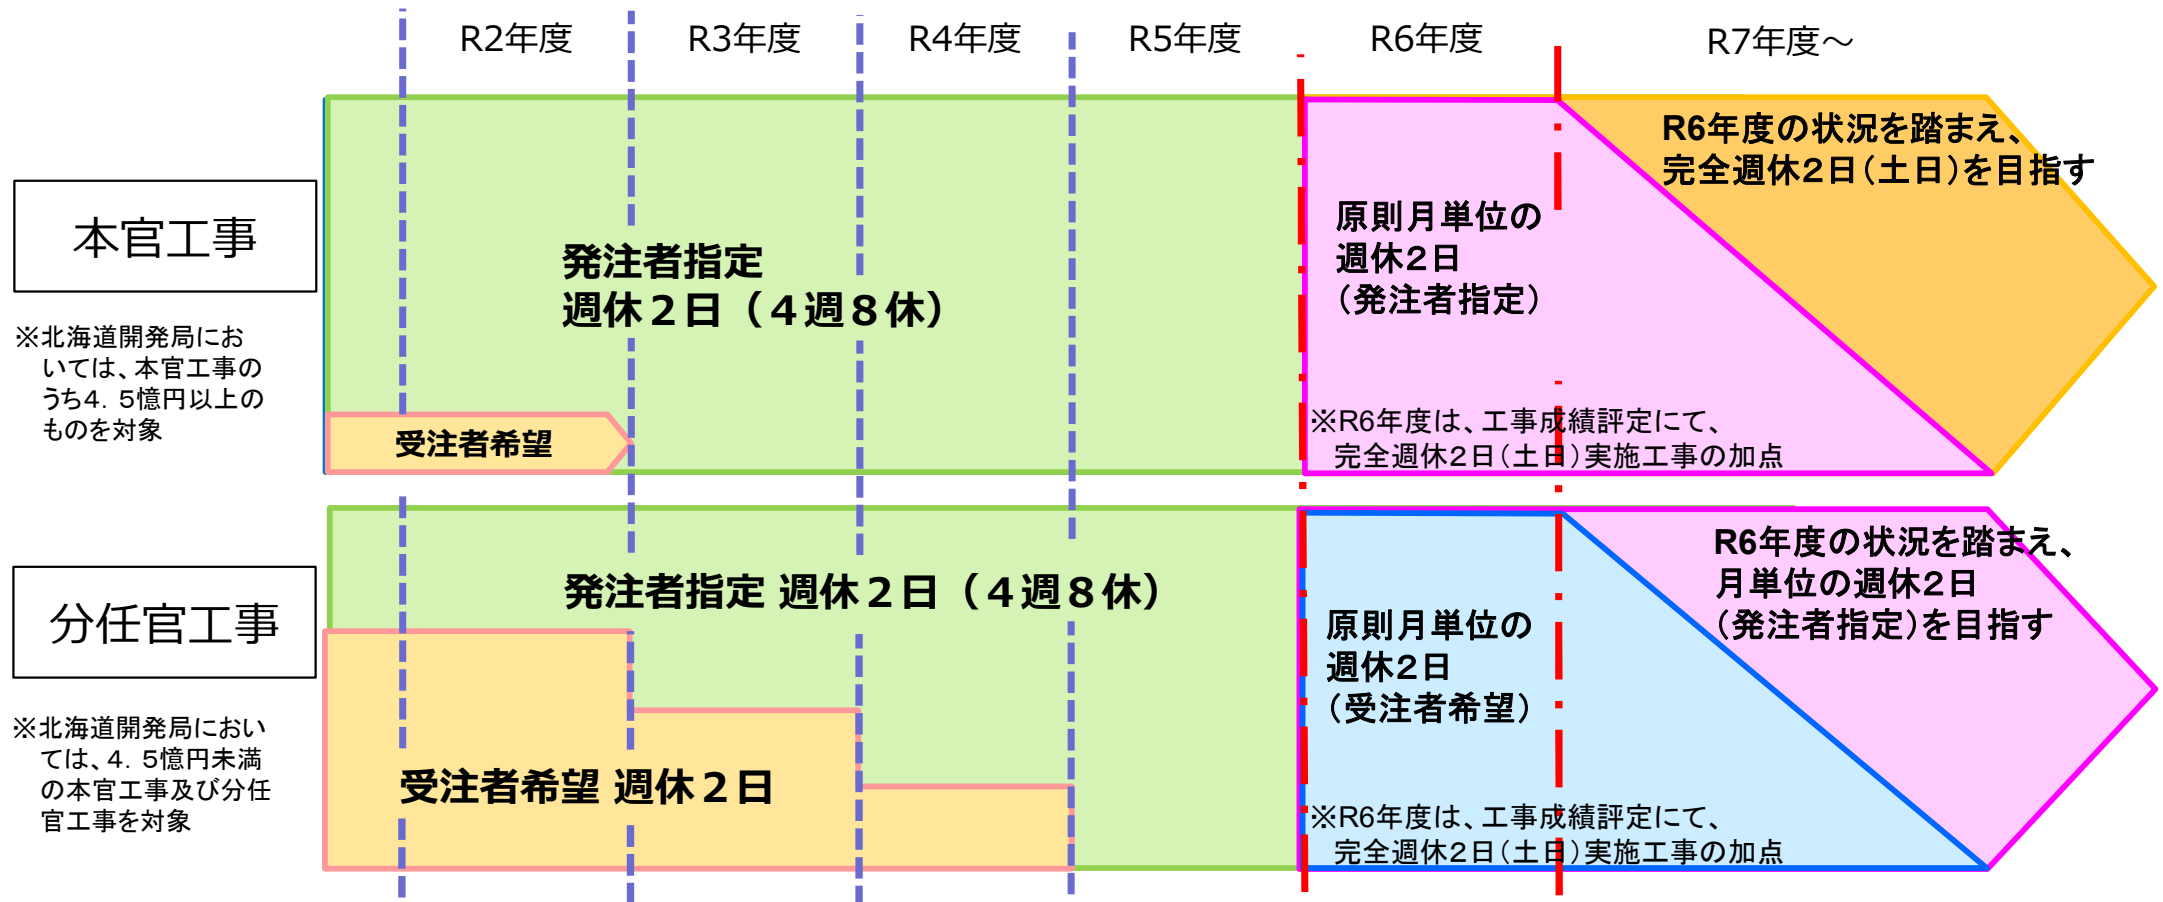 R2年度
R3年度
R4年度
R5年度
R6年度
R7年度～
本官工事
※北海道開発局にお
いては、本官工事の
うち4．5憶円以上の
ものを対象
発注者指定
週休２日（４週８休）
受注者希望
原則月単位の
週休2日
（発注者指定）
※R6年度は、工事成績評定にて、
完全週休2日（土日）実施工事の加点
R6年度の状況を踏まえ、
完全週休2日（土日）を目指す
分任官工事
※北海道開発局におい
ては、4．5憶円未満
の本官工事及び分任
官工事を対象
発注者指定 週休２日（４週８休）
受注者希望 週休２日
原則月単位の
週休2日
（受注者希望）
※R6年度は、工事成績評定にて、
完全週休2日（土日）実施工事の加点
R6年度の状況を踏まえ、
月単位の週休2日
（発注者指定）を目指す